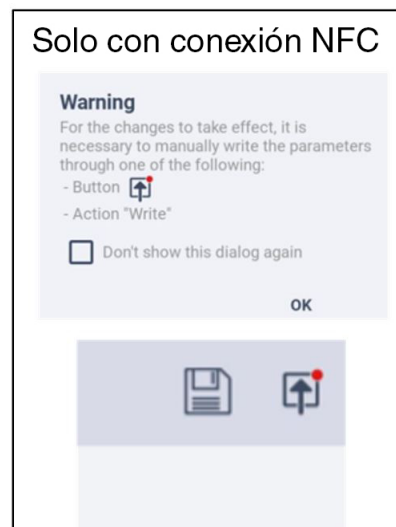 Solo con conexión NFC
Warning
For the changes to take effect, it is
necessary to manually write the parameters
through one of the following:
- Button
- Action "Write"
Don't show this dialog again
OK